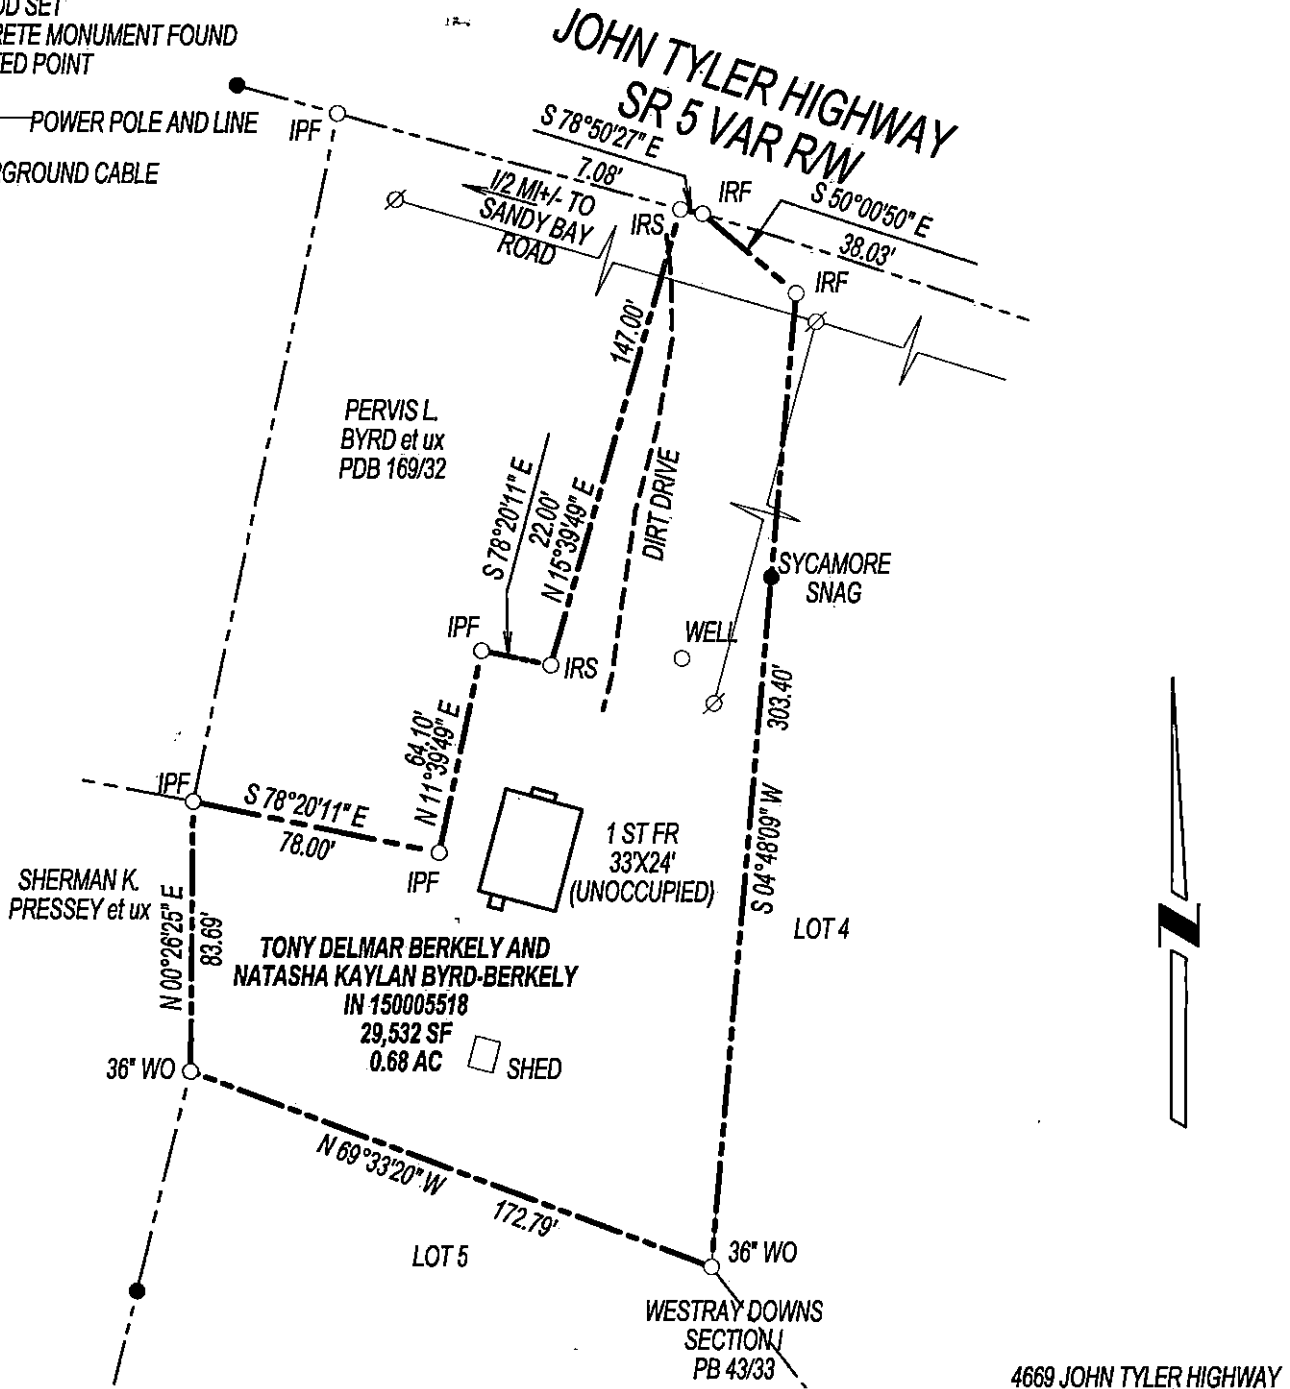 SET
MONUMENT FOUND
POINT
JOHN TYLER HIGHWAY
SR 5 VAR R/W
POWER POLE AND LINE
CABLE
IPF
S 78°50'27" E
7.08'
1/2 MI+/- TO
SANDY BAY
ROAD
IRS
IRF
S 50°00'50" E
38.03'
IRF
147.00'
N 15°39'49" E
PERVIS L.
BYRD et ux
PDB 169/32
S 78°20'11" E
22.00'
DIRT DRIVE
SYCAMORE
SNAG
WELL
IPF
IRS
64.10'
N 11°39'49" E
303.40'
S 04°48'09" W
IPF
S 78°20'11" E
78.00'
IPF
1 ST FR
33'X24'
(UNOCCUPIED)
SHERMAN K.
PRESSEY et ux
N 00°26'25" E
83.69'
LOT 4
N
TONY DELMAR BERKELY AND
NATASHA KAYLAN BYRD-BERKELY
IN 150005518
29,532 SF
0.68 AC
SHED
36" WO
N 69°33'20" W
172.79'
LOT 5
36" WO
WESTRAY DOWNS
SECTION I
PB 43/33
4669 JOHN TYLER HIGHWAY